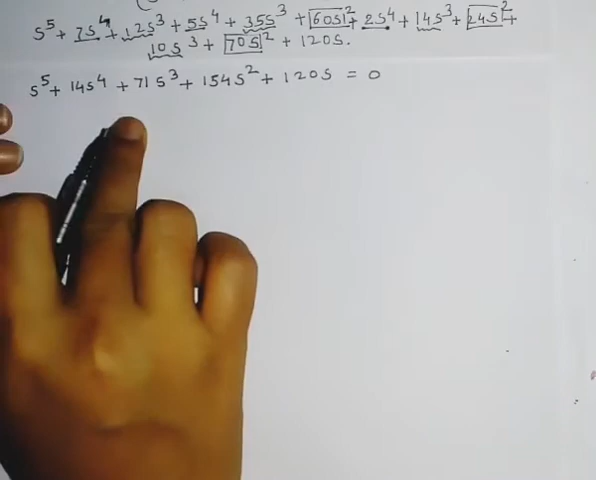 s⁵ + 7s⁴ + 12s³ + 5s⁴ + 35s³ + 60s² + 2s⁴ + 14s³ + 24s² +
10s³ + 70s² + 120s.
s⁵ + 14s⁴ + 71s³ + 154s² + 120s = 0